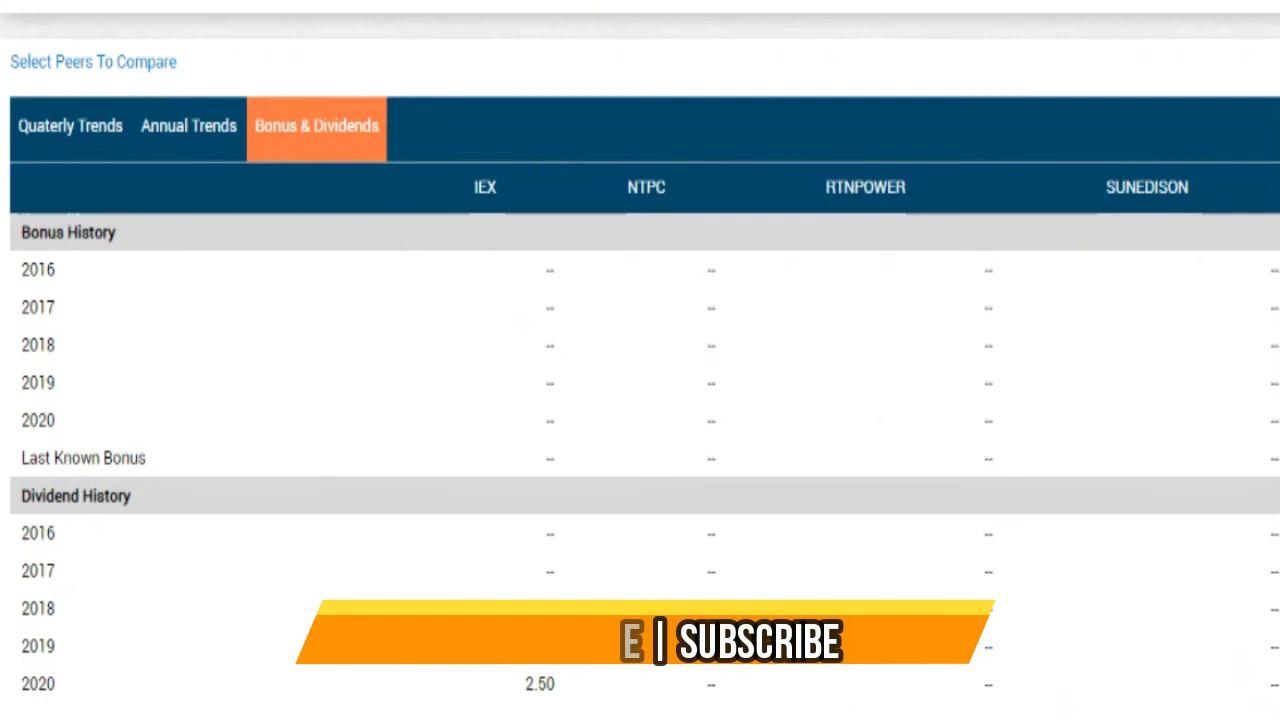 Select Peers To Compare
Quaterly Trends Annual Trends Bonus & Dividends
IEX NTPC RTNPOWER SUNEDISON
Bonus History
2016 -- -- -- --
2017 -- -- -- --
2018 -- -- -- --
2019 -- -- -- --
2020 -- -- -- --
Last Known Bonus -- -- -- --
Dividend History
2016 -- -- -- --
2017 -- -- -- --
2018 -- --
E | SUBSCRIBE
2019 -- --
2020 2.50 -- -- --